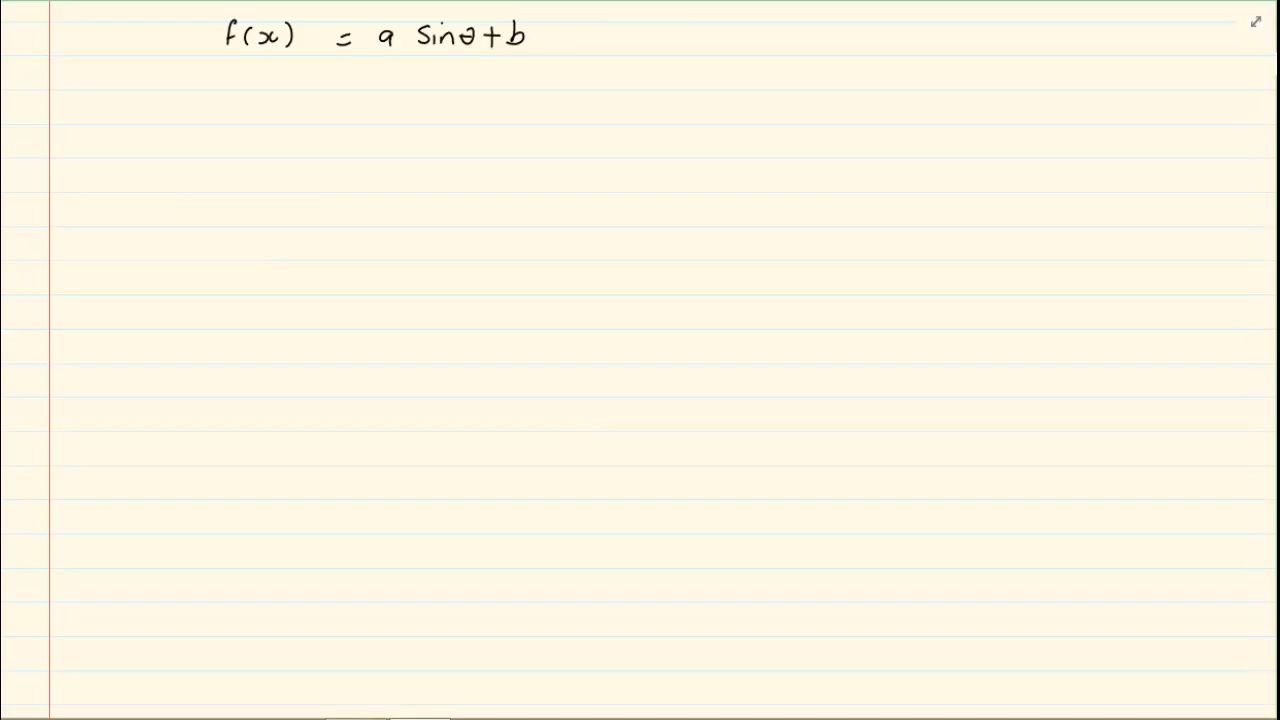 f(x) = a sinθ+b